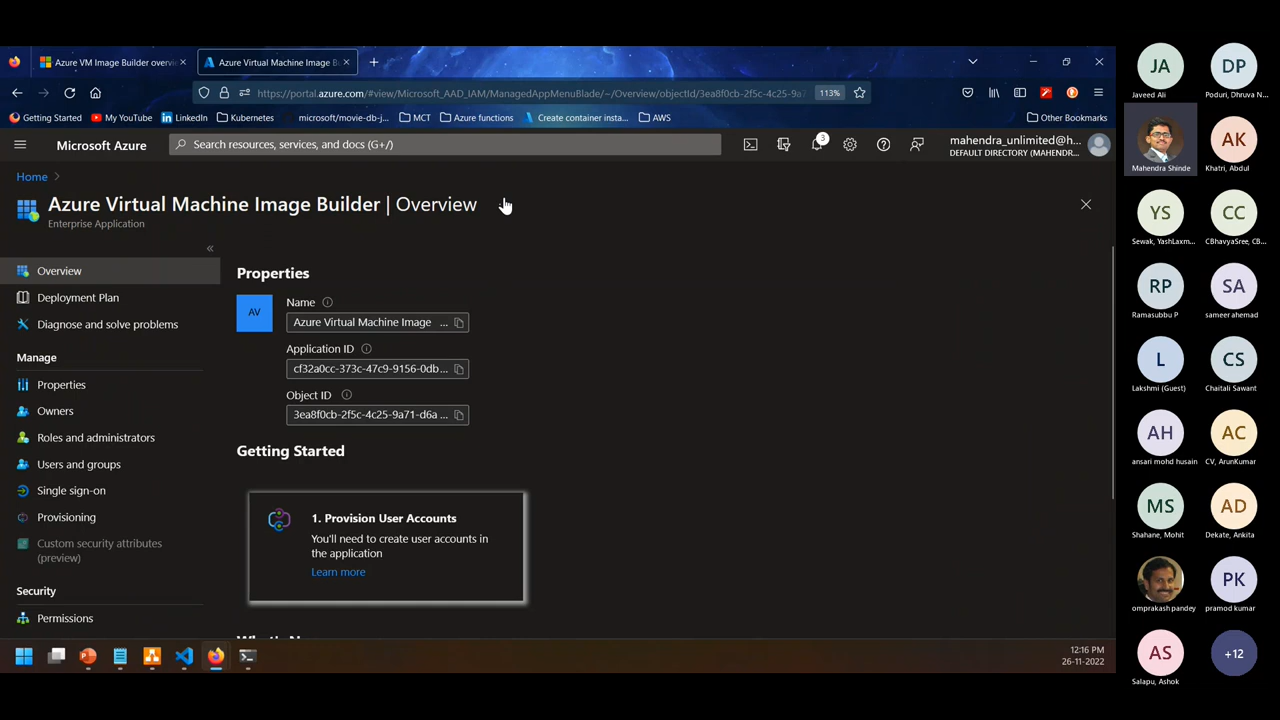 Azure VM Image Builder overvi
Azure Virtual Machine Image B
https://portal.azure.com/#view/Microsoft_AAD_IAM/ManagedAppMenuBlade/~/Overview/objectId/3ea8f0cb-2f5c-4c25-9a7
113%
Getting Started
My YouTube
LinkedIn
Kubernetes
microsoft/movie-db-j...
MCT
Azure functions
Create container insta...
AWS
Other Bookmarks
Microsoft Azure
Search resources, services, and docs (G+/)
3
mahendra_unlimited@h...
DEFAULT DIRECTORY (MAHENDR...
Home
Azure Virtual Machine Image Builder | Overview
Enterprise Application
Overview
Deployment Plan
Diagnose and solve problems
Manage
Properties
Owners
Roles and administrators
Users and groups
Single sign-on
Provisioning
Custom security attributes
(preview)
Security
Permissions
Properties
AV
Name
Azure Virtual Machine Image ...
Application ID
cf32a0cc-373c-47c9-9156-0db...
Object ID
3ea8f0cb-2f5c-4c25-9a71-d6a ...
Getting Started
1. Provision User Accounts
You'll need to create user accounts in
the application
Learn more
12:16 PM
26-11-2022
JA
Javeed Ali
DP
Poduri, Dhruva N...
Mahendra Shinde
AK
Khatri, Abdul
YS
Sewak, YashLaxm...
CC
CBhavyaSree, CB...
RP
Ramasubbu P
SA
sameer ahemad
L
Lakshmi (Guest)
CS
Chaitali Sawant
AH
ansari mohd husain
AC
CV, ArunKumar
MS
Shahane, Mohit
AD
Dekate, Ankita
omprakash pandey
PK
pramod kumar
AS
Salapu, Ashok
+12